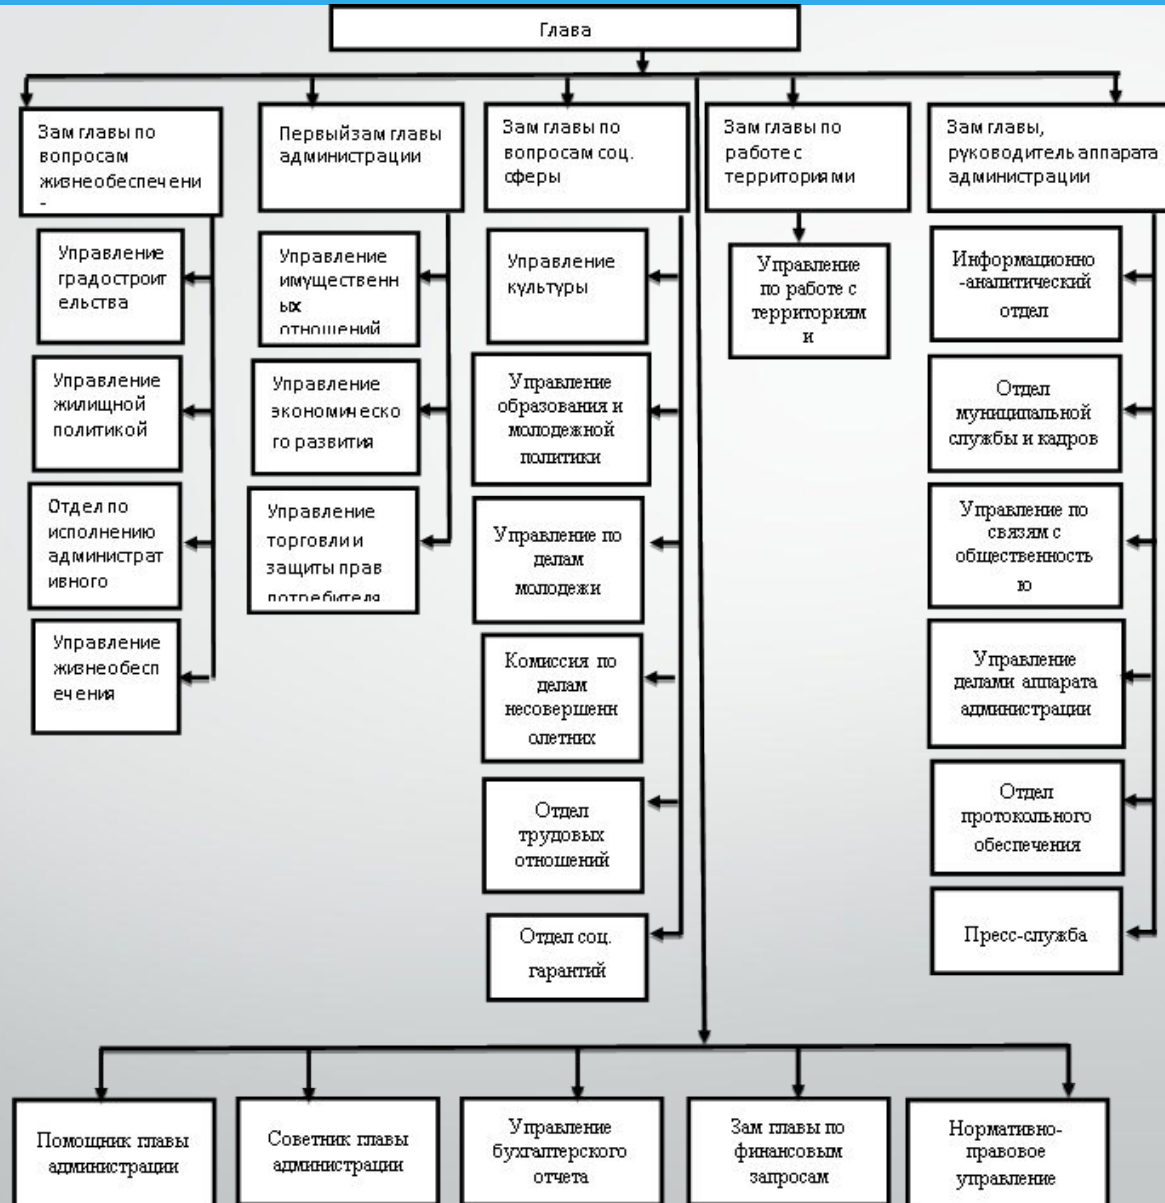 Глава
Зам главы по
вопросам
жизнеобеспечени
-
Первый зам главы
администрации
Зам главы по
вопросам соц.
сферы
Зам главы по
работе с
территориями
Зам главы,
руководитель аппарата
администрации
Управление
градостроит
ельства
Управление
жилищной
политикой
Отдел по
исполнению
административ
ивного
Управление
жизнеобесп
ечения
Управление
имущественн
ых
отношений
Управление
экономическо
го развития
Управление
торговли и
защиты прав
потребителя
Управление
культуры
Управление
образования и
молодежной
политики
Управление по
делам
молодежи
Комиссия по
делам
несовершенн
олетних
Отдел
трудовых
отношений
Отдел соц.
гарантий
Управление
по работе с
территориям
и
Информационно
-аналитический
отдел
Отдел
муниципальной
службы и кадров
Управление по
связям с
общественность
ю
Управление
делами аппарата
администрации
Отдел
протокольного
обеспечения
Пресс-служба
Помощник главы
администрации
Советник главы
администрации
Управление
бухгалтерского
отчета
Зам главы по
финансовым
запросам
Нормативно-
правовое
управление